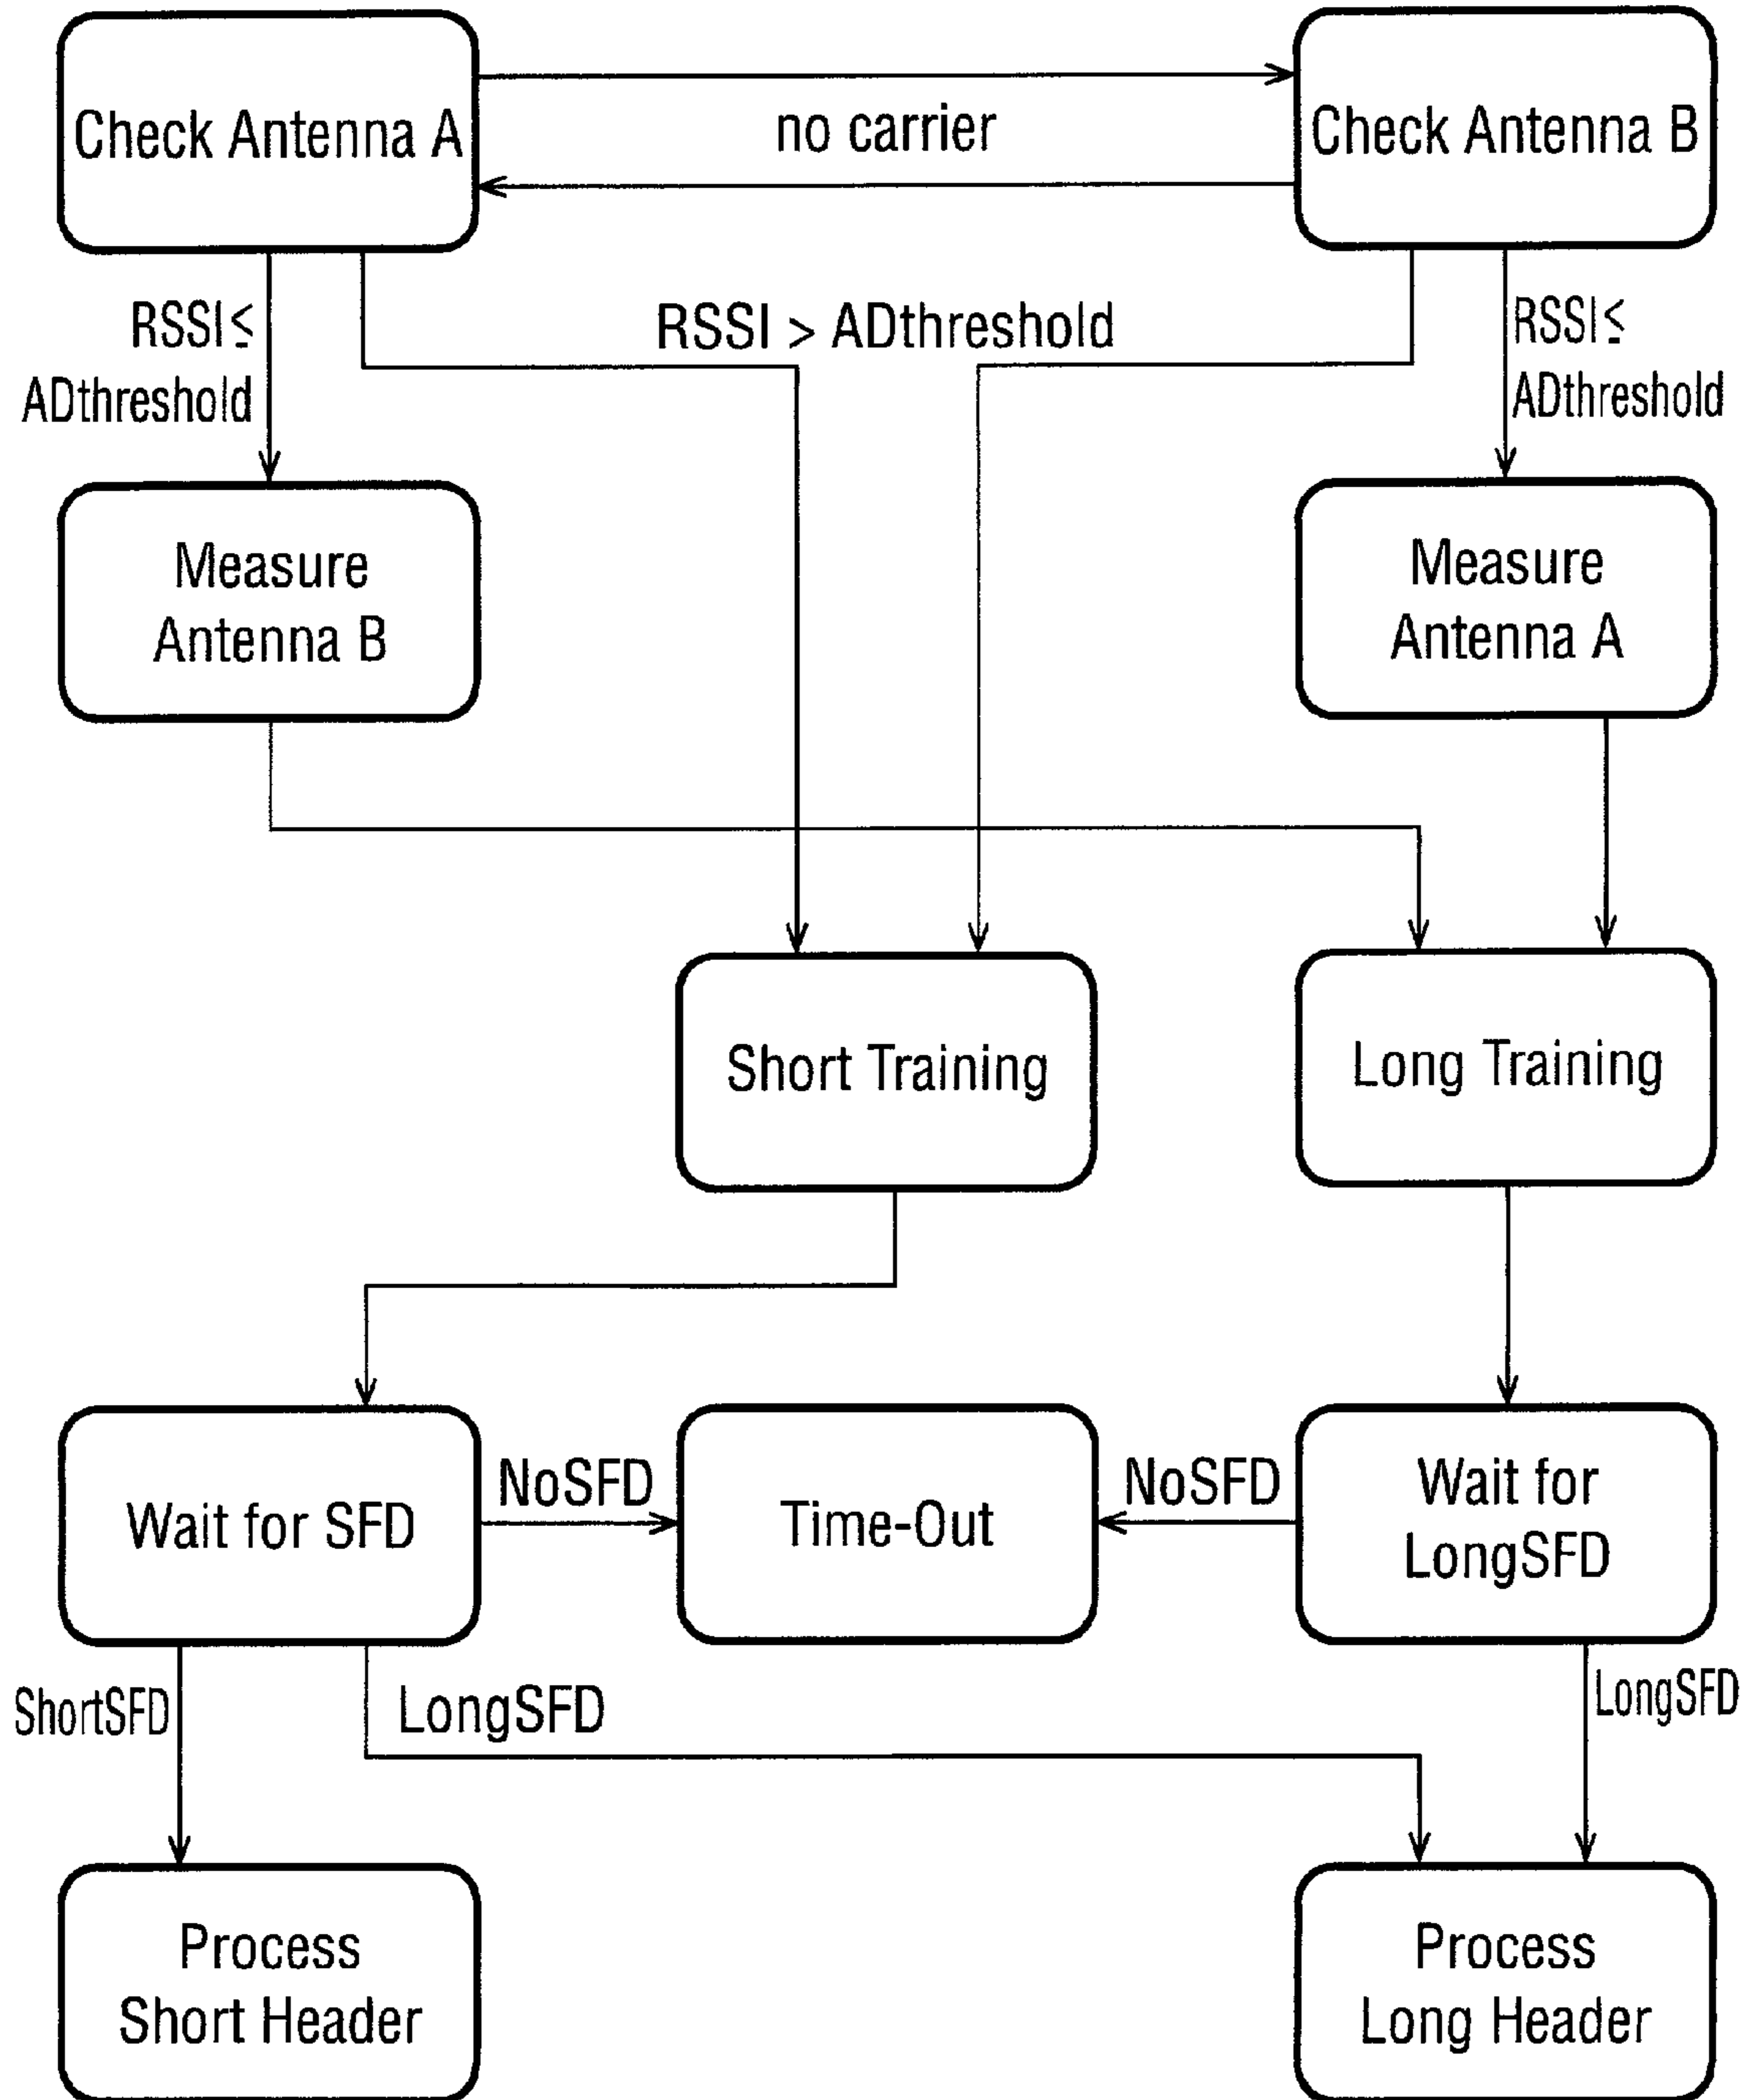 Check Antenna A
no carrier
Check Antenna B
RSSI ≤
ADthreshold
RSSI > ADthreshold
RSSI ≤
ADthreshold
Measure
Antenna B
Measure
Antenna A
Short Training
Long Training
Wait for SFD
NoSFD
Time-Out
NoSFD
Wait for
LongSFD
ShortSFD
LongSFD
LongSFD
Process
Short Header
Process
Long Header